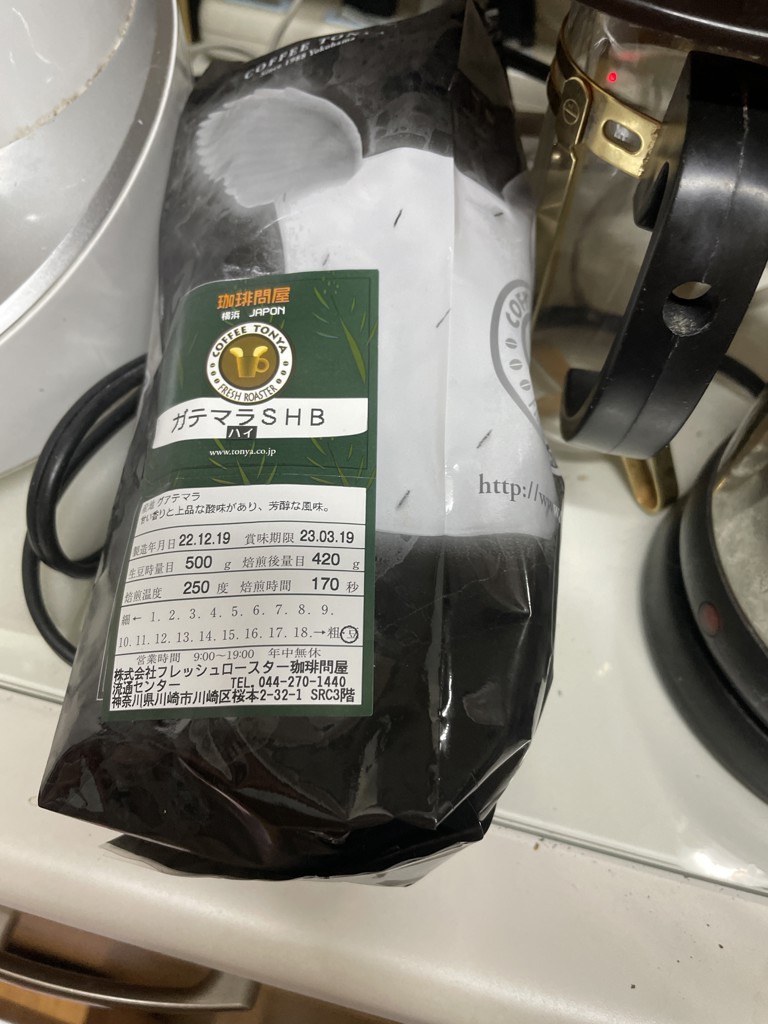 COFFEE TONYA
Since 1983 Yokohama
珈琲問屋
横浜 JAPON
COFFEE TONYA
FRESH ROASTER
ガテマラSHB
ハイ
www.tonya.co.jp
グアテマラ
甘い香りと上品な酸味があり、芳醇な風味。
製造年月日 22.12.19 賞味期限 23.03.19
生豆時量目 500 g 焙煎後量目 420 g
焙煎温度 250 度 焙煎時間 170 秒
細← 1. 2. 3. 4. 5. 6. 7. 8. 9.
10. 11. 12. 13. 14. 15. 16. 17. 18.→粗・豆
営業時間 9:00～19:00 年中無休
株式会社フレッシュロースター珈琲問屋
流通センター TEL. 044-270-1440
神奈川県川崎市川崎区桜本2-32-1 SRC3階
http://w